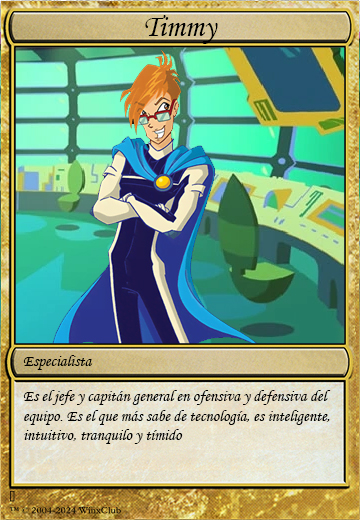 Timmy
Especialista
Es el jefe y capitán general en ofensiva y defensiva del
equipo. Es el que más sabe de tecnología, es inteligente,
intuitivo, tranquilo y tímido
™ © 2004-2024 WinxClub